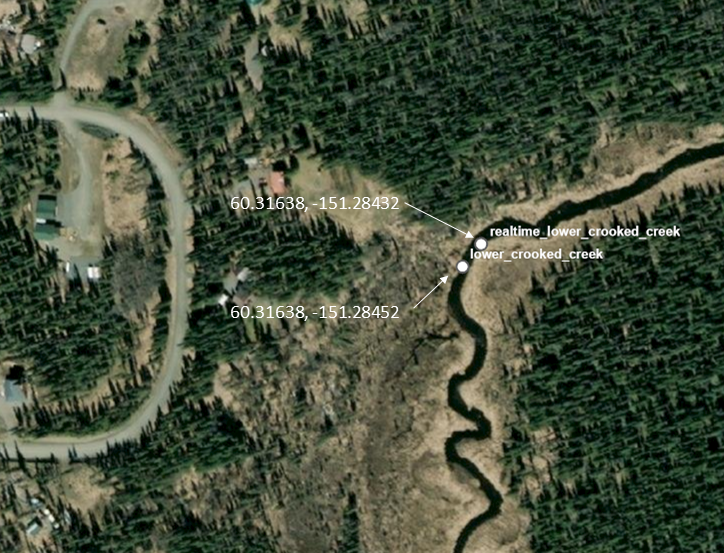 60.31638, -151.28432
realtime_lower_crooked_creek
lower_crooked_creek
60.31638, -151.28452